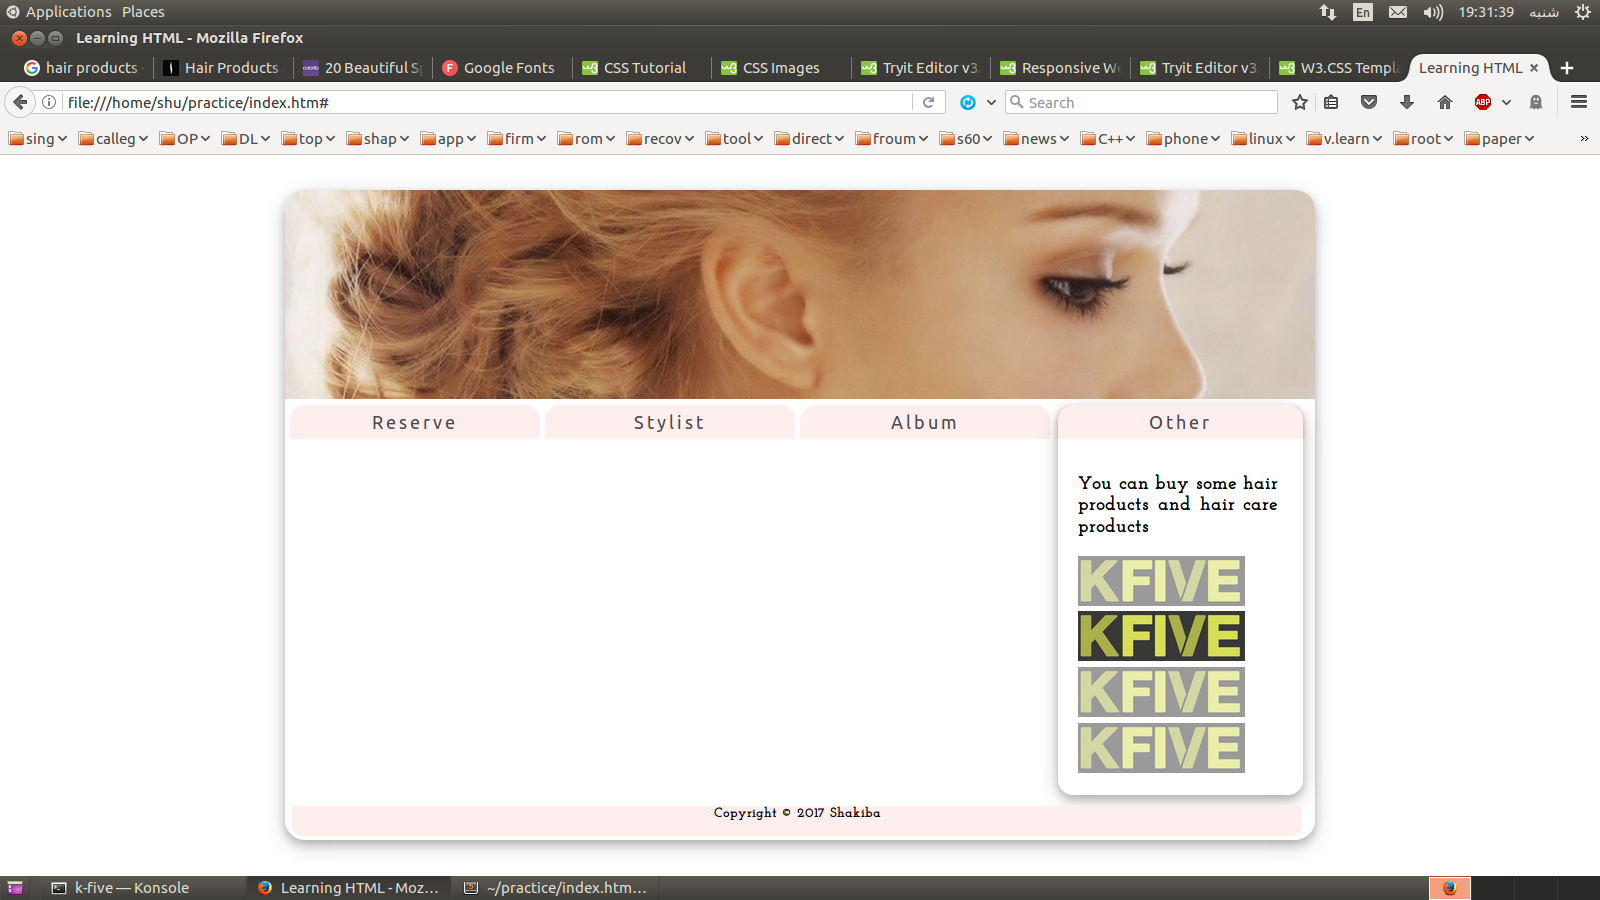 Applications Places En 19:31:39 شنبه
Learning HTML - Mozilla Firefox
hair products Hair Products 20 Beautiful Sp Google Fonts CSS Tutorial CSS Images Tryit Editor v3. Responsive We Tryit Editor v3. W3.CSS Templa Learning HTML
file:///home/shu/practice/index.htm# Search ABP
sing calleg OP DL top shap app firm rom recov tool direct froum s60 news C++ phone linux v.learn root paper »
Reserve Stylist Album Other
You can buy some hair
products and hair care
products
KFIVE
KFIVE
KFIVE
KFIVE
Copyright © 2017 Shakiba
k-five — Konsole Learning HTML - Moz... ~/practice/index.htm...